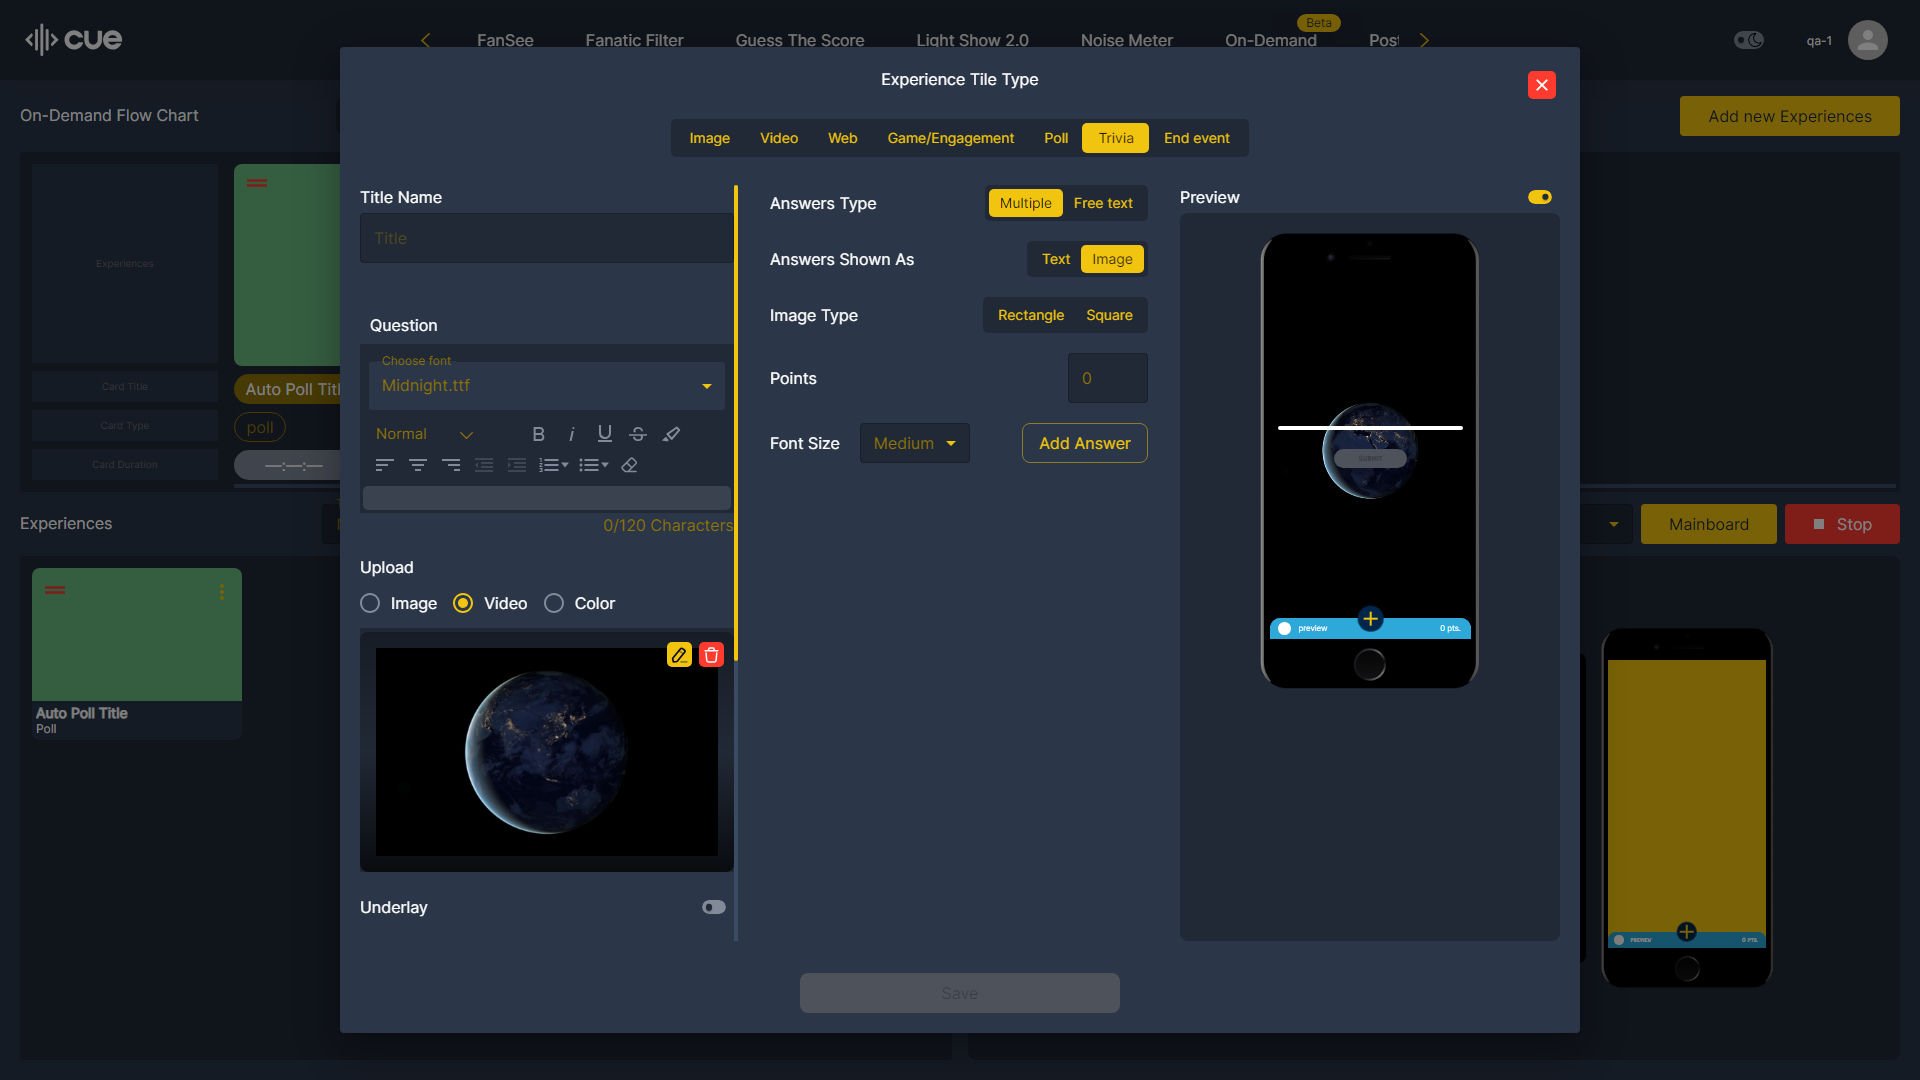 cue
FanSee
Fanatic Filter
Guess The Score
Light Show 2.0
Noise Meter
Beta
On-Demand
Post
qa-1
Experience Tile Type
On-Demand Flow Chart
Add new Experiences
Image
Video
Web
Game/Engagement
Poll
Trivia
End event
Experiences
Card Title
Card Type
Card Duration
Auto Poll Titl
poll
—:—:—
Title Name
Title
Question
Choose font
Midnight.ttf
Normal
0/120 Characters
Upload
Image
Video
Color
Underlay
Answers Type
Multiple
Free text
Answers Shown As
Text
Image
Image Type
Rectangle
Square
Points
0
Font Size
Medium
Add Answer
Preview
SUBMIT
preview
0 pts.
Save
Experiences
Mainboard
Stop
Auto Poll Title
Poll
PREVIEW
0 PTS.